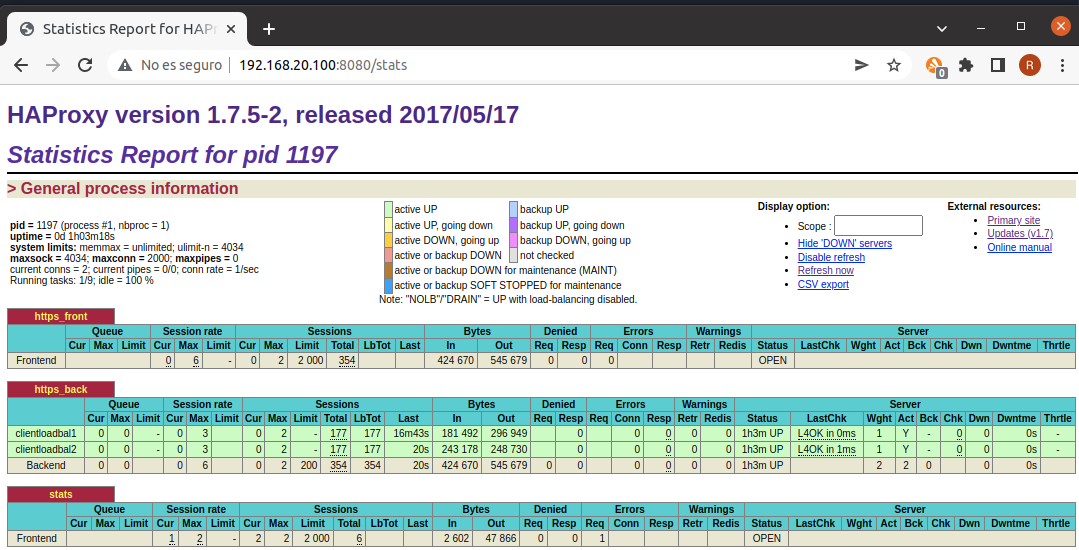 Statistics Report for HAPr
No es seguro 192.168.20.100:8080/stats 0 R
HAProxy version 1.7.5-2, released 2017/05/17
Statistics Report for pid 1197
> General process information
pid = 1197 (process #1, nbproc = 1)
uptime = 0d 1h03m18s
system limits: memmax = unlimited; ulimit-n = 4034
maxsock = 4034; maxconn = 2000; maxpipes = 0
current conns = 2; current pipes = 0/0; conn rate = 1/sec
Running tasks: 1/9; idle = 100 %
active UP backup UP
active UP, going down backup UP, going down
active DOWN, going up backup DOWN, going up
active or backup DOWN not checked
active or backup DOWN for maintenance (MAINT)
active or backup SOFT STOPPED for maintenance
Note: "NOLB"/"DRAIN" = UP with load-balancing disabled.
Display option:
Scope :
Hide 'DOWN' servers
Disable refresh
Refresh now
CSV export
External resources:
Primary site
Updates (v1.7)
Online manual
https_front
Queue Session rate Sessions Bytes Denied Errors Warnings Server
Cur Max Limit Cur Max Limit Cur Max Limit Total LbTot Last In Out Req Resp Req Conn Resp Retr Redis Status LastChk Wght Act Bck Chk Dwn Dwntme Thrtle
Frontend 0 6 - 0 2 2 000 354 424 670 545 679 0 0 0 OPEN
https_back
Queue Session rate Sessions Bytes Denied Errors Warnings Server
Cur Max Limit Cur Max Limit Cur Max Limit Total LbTot Last In Out Req Resp Req Conn Resp Retr Redis Status LastChk Wght Act Bck Chk Dwn Dwntme Thrtle
clientloadbal1 0 0 - 0 3 0 2 - 177 177 16m43s 181 492 296 949 0 0 0 0 0 1h3m UP L4OK in 0ms 1 Y - 0 0 0s -
clientloadbal2 0 0 - 0 3 0 2 - 177 177 20s 243 178 248 730 0 0 0 0 0 1h3m UP L4OK in 1ms 1 Y - 0 0 0s -
Backend 0 0 0 6 0 2 200 354 354 20s 424 670 545 679 0 0 0 0 0 0 1h3m UP 2 2 0 0 0s
stats
Queue Session rate Sessions Bytes Denied Errors Warnings Server
Cur Max Limit Cur Max Limit Cur Max Limit Total LbTot Last In Out Req Resp Req Conn Resp Retr Redis Status LastChk Wght Act Bck Chk Dwn Dwntme Thrtle
Frontend 1 2 - 2 2 2 000 6 2 602 47 866 0 0 1 OPEN